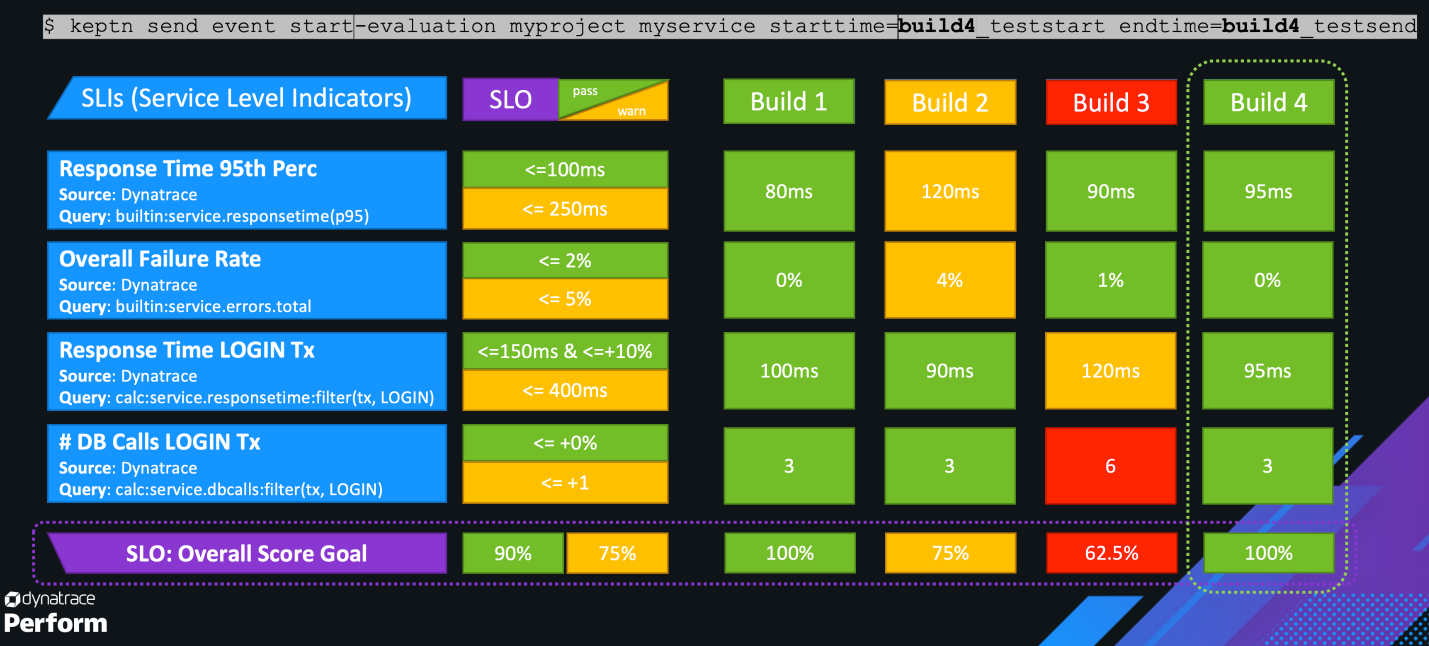 $ keptn send event start-evaluation myproject myservice starttime=build4_teststart endtime=build4_testsend
SLIs (Service Level Indicators) SLO pass warn Build 1 Build 2 Build 3 Build 4
Response Time 95th Perc
Source: Dynatrace
Query: builtin:service.responsetime(p95)
<=100ms
<= 250ms
80ms 120ms 90ms 95ms
Overall Failure Rate
Source: Dynatrace
Query: builtin:service.errors.total
<= 2%
<= 5%
0% 4% 1% 0%
Response Time LOGIN Tx
Source: Dynatrace
Query: calc:service.responsetime:filter(tx, LOGIN)
<=150ms & <=+10%
<= 400ms
100ms 90ms 120ms 95ms
# DB Calls LOGIN Tx
Source: Dynatrace
Query: calc:service.dbcalls:filter(tx, LOGIN)
<= +0%
<= +1
3 3 6 3
SLO: Overall Score Goal 90% 75% 100% 75% 62.5% 100%
dynatrace
Perform